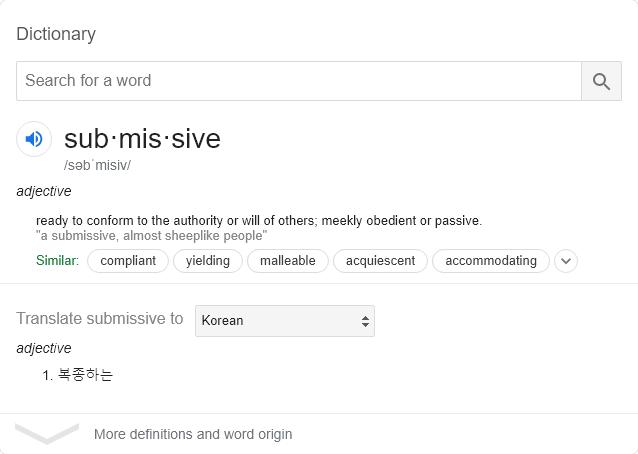 Dictionary
Search for a word
sub·mis·sive
/səbˈmisiv/
adjective
ready to conform to the authority or will of others; meekly obedient or passive.
"a submissive, almost sheeplike people"
Similar: compliant yielding malleable acquiescent accommodating
Translate submissive to Korean
adjective
1. 복종하는
More definitions and word origin